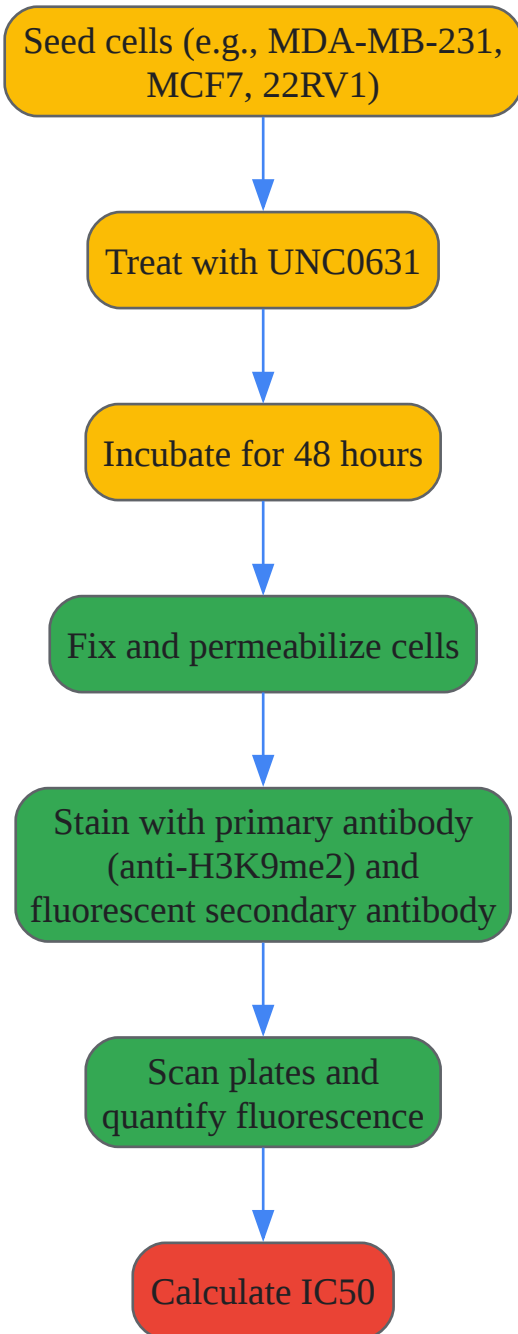 Seed cells (e.g., MDA-MB-231,
MCF7, 22RV1)
Treat with UNC0631
Incubate for 48 hours
Fix and permeabilize cells
Stain with primary antibody
(anti-H3K9me2) and
fluorescent secondary antibody
Scan plates and
quantify fluorescence
Calculate IC50